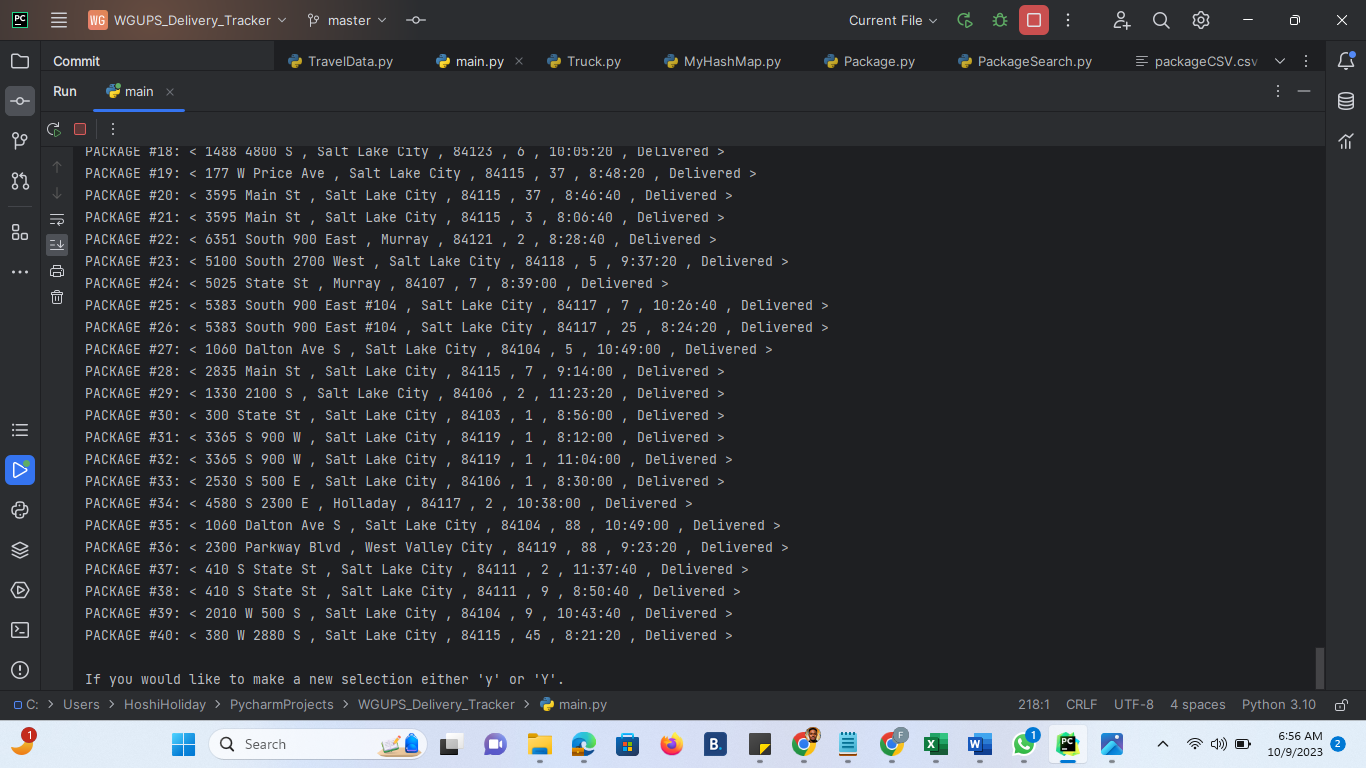 PC WG WGUPS_Delivery_Tracker master Current File
Commit TravelData.py main.py Truck.py MyHashMap.py Package.py PackageSearch.py packageCSV.csv
Run main
PACKAGE #18: < 1488 4800 S , Salt Lake City , 84123 , 6 , 10:05:20 , Delivered >
PACKAGE #19: < 177 W Price Ave , Salt Lake City , 84115 , 37 , 8:48:20 , Delivered >
PACKAGE #20: < 3595 Main St , Salt Lake City , 84115 , 37 , 8:46:40 , Delivered >
PACKAGE #21: < 3595 Main St , Salt Lake City , 84115 , 3 , 8:06:40 , Delivered >
PACKAGE #22: < 6351 South 900 East , Murray , 84121 , 2 , 8:28:40 , Delivered >
PACKAGE #23: < 5100 South 2700 West , Salt Lake City , 84118 , 5 , 9:37:20 , Delivered >
PACKAGE #24: < 5025 State St , Murray , 84107 , 7 , 8:39:00 , Delivered >
PACKAGE #25: < 5383 South 900 East #104 , Salt Lake City , 84117 , 7 , 10:26:40 , Delivered >
PACKAGE #26: < 5383 South 900 East #104 , Salt Lake City , 84117 , 25 , 8:24:20 , Delivered >
PACKAGE #27: < 1060 Dalton Ave S , Salt Lake City , 84104 , 5 , 10:49:00 , Delivered >
PACKAGE #28: < 2835 Main St , Salt Lake City , 84115 , 7 , 9:14:00 , Delivered >
PACKAGE #29: < 1330 2100 S , Salt Lake City , 84106 , 2 , 11:23:20 , Delivered >
PACKAGE #30: < 300 State St , Salt Lake City , 84103 , 1 , 8:56:00 , Delivered >
PACKAGE #31: < 3365 S 900 W , Salt Lake City , 84119 , 1 , 8:12:00 , Delivered >
PACKAGE #32: < 3365 S 900 W , Salt Lake City , 84119 , 1 , 11:04:00 , Delivered >
PACKAGE #33: < 2530 S 500 E , Salt Lake City , 84106 , 1 , 8:30:00 , Delivered >
PACKAGE #34: < 4580 S 2300 E , Holladay , 84117 , 2 , 10:38:00 , Delivered >
PACKAGE #35: < 1060 Dalton Ave S , Salt Lake City , 84104 , 88 , 10:49:00 , Delivered >
PACKAGE #36: < 2300 Parkway Blvd , West Valley City , 84119 , 88 , 9:23:20 , Delivered >
PACKAGE #37: < 410 S State St , Salt Lake City , 84111 , 2 , 11:37:40 , Delivered >
PACKAGE #38: < 410 S State St , Salt Lake City , 84111 , 9 , 8:50:40 , Delivered >
PACKAGE #39: < 2010 W 500 S , Salt Lake City , 84104 , 9 , 10:43:40 , Delivered >
PACKAGE #40: < 380 W 2880 S , Salt Lake City , 84115 , 45 , 8:21:20 , Delivered >
If you would like to make a new selection either 'y' or 'Y'.
C: > Users > HoshiHoliday > PycharmProjects > WGUPS_Delivery_Tracker > main.py 218:1 CRLF UTF-8 4 spaces Python 3.10
1 Search B. F 1 PC 6:56 AM
10/9/2023 2